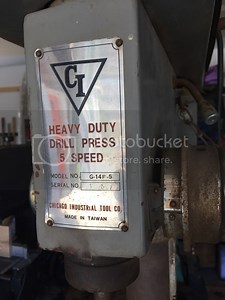 CI
HEAVY DUTY
DRILL PRESS
5 SPEED
MODEL NO. G-14F-5
SERIAL NO.
CHICAGO INDUSTRIAL TOOL CO.
MADE IN TAIWAN
photobucket